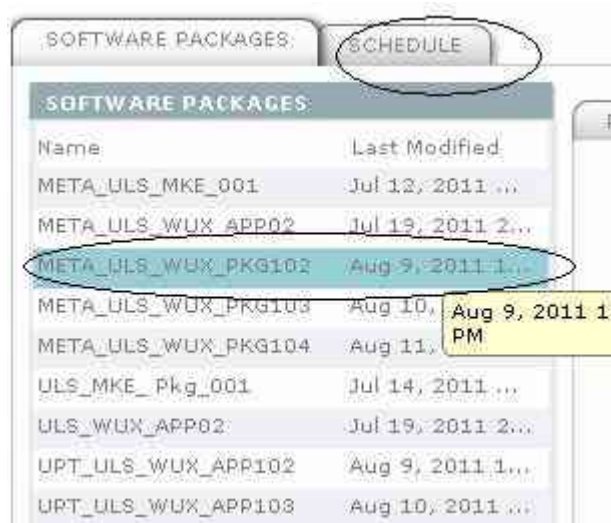 SOFTWARE PACKAGES SCHEDULE
SOFTWARE PACKAGES
Name Last Modified
META_ULS_MKE_001 Jul 12, 2011 ...
META_ULS_WUX_APP02 Jul 19, 2011 2...
META_ULS_WUX_PKG102 Aug 9, 2011 1...
META_ULS_WUX_PKG103 Aug 10,
Aug 9, 2011 1
PM
META_ULS_WUX_PKG104 Aug 11,
ULS_MKE_ Pkg_001 Jul 14, 2011 ...
ULS_WUX_APP02 Jul 19, 2011 2...
UPT_ULS_WUX_APP102 Aug 9, 2011 1...
UPT_ULS_WUX_APP103 Aug 10, 2011 ...